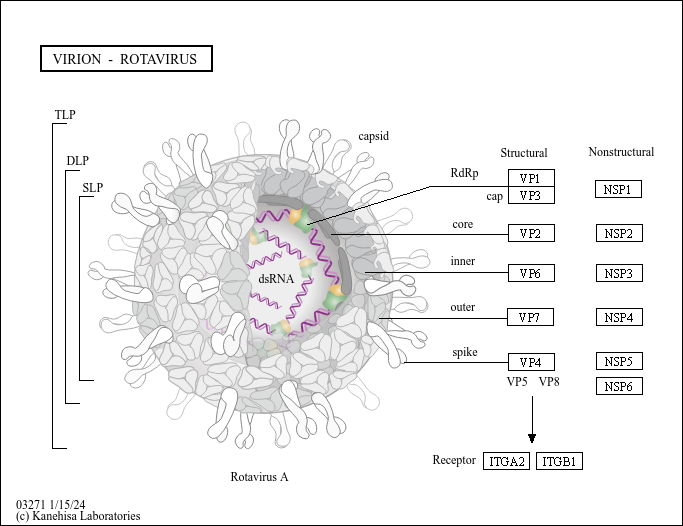 VIRION - ROTAVIRUS
TLP
capsid
DLP
Structural
Nonstructural
SLP
RdRp
VP1
cap
VP3
NSP1
core
VP2
NSP2
inner
dsRNA
VP6
NSP3
outer
VP7
NSP4
spike
VP4
NSP5
VP5 VP8
NSP6
Receptor
ITGA2
ITGB1
Rotavirus A
03271 1/15/24
(c) Kanehisa Laboratories